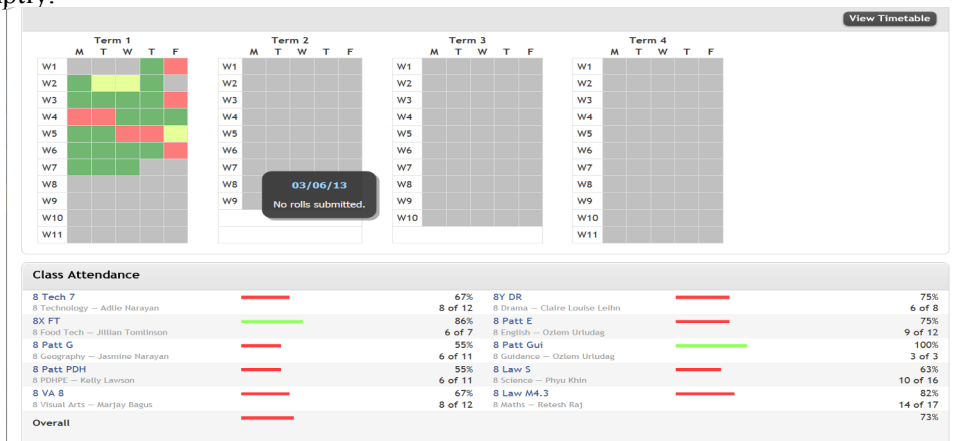 View Timetable
Term 1 Term 2 Term 3 Term 4
M T W T F M T W T F M T W T F M T W T F
W1 W1 W1 W1
W2 W2 W2 W2
W3 W3 W3 W3
W4 W4 W4 W4
W5 W5 W5 W5
W6 W6 W6 W6
W7 W7 W7 W7
W8 W8 03/06/13 W8 W8
W9 W9 No rolls submitted. W9 W9
W10 W10 W10
W11 W11
Class Attendance
8 Tech 7 67% 8Y DR 75%
8 Technology — Adlie Narayan 8 of 12 8 Drama — Claire Louise Leihn 6 of 8
8X FT 86% 8 Patt E 75%
8 Food Tech — Jillian Tomlinson 6 of 7 8 English — Ozlem Urludag 9 of 12
8 Patt G 55% 8 Patt Gui 100%
8 Geography — Jasmine Narayan 6 of 11 8 Guidance — Ozlem Urludag 3 of 3
8 Patt PDH 55% 8 Law S 63%
8 PDHPE — Kelly Lawson 6 of 11 8 Science — Phyu Khin 10 of 16
8 VA 8 67% 8 Law M4.3 82%
8 Visual Arts — Marjay Bagus 8 of 12 8 Maths — Retesh Raj 14 of 17
Overall 73%